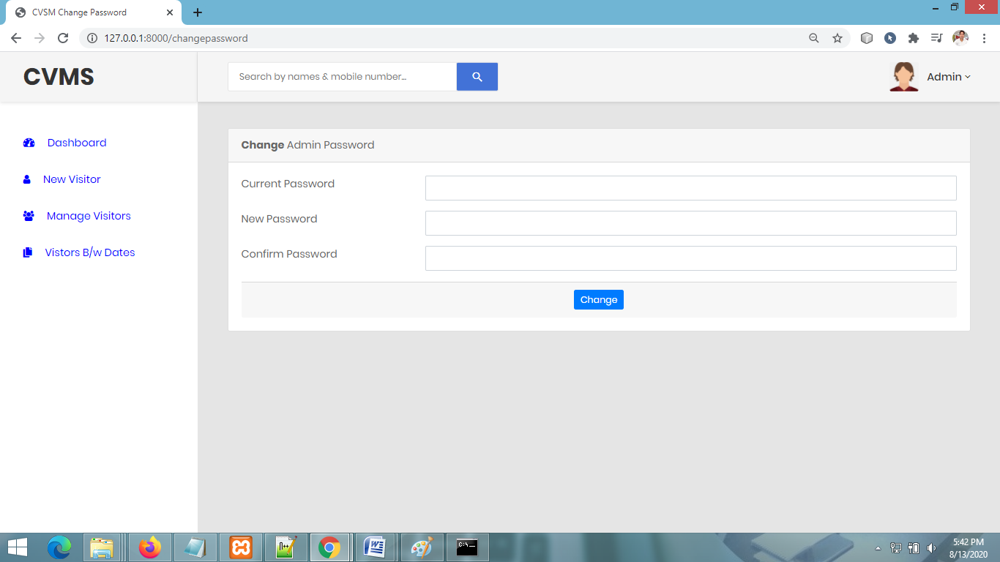 CVSM Change Password
127.0.0.1:8000/changepassword
CVMS
Search by names & mobile number...
Admin
Dashboard
New Visitor
Manage Visitors
Vistors B/w Dates
Change Admin Password
Current Password
New Password
Confirm Password
Change
5:42 PM
8/13/2020